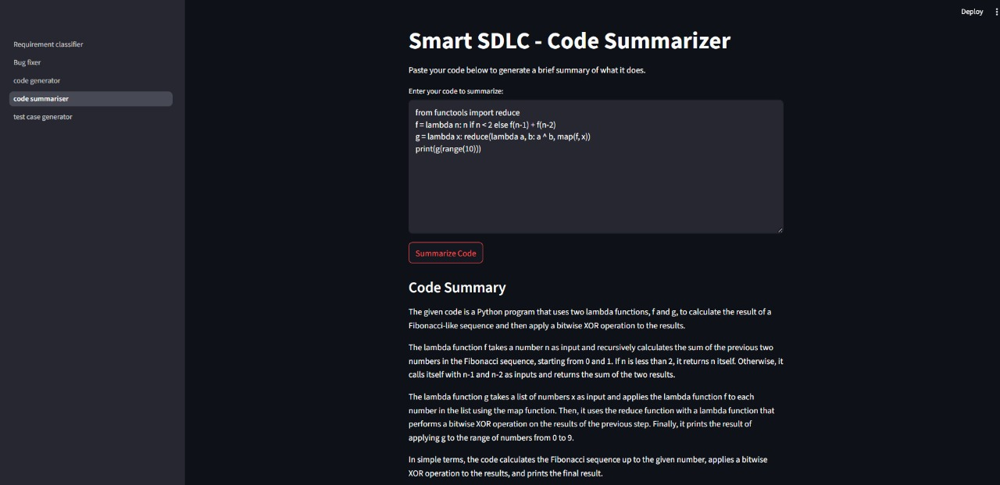 Deploy
Requirement classifier
Bug fixer
code generator
code summariser
test case generator
Smart SDLC - Code Summarizer
Paste your code below to generate a brief summary of what it does.
Enter your code to summarize:
from functools import reduce
f = lambda n: n if n < 2 else f(n-1) + f(n-2)
g = lambda x: reduce(lambda a, b: a ^ b, map(f, x))
print(g(range(10)))
Summarize Code
Code Summary
The given code is a Python program that uses two lambda functions, f and g, to calculate the result of a
Fibonacci-like sequence and then apply a bitwise XOR operation to the results.
The lambda function f takes a number n as input and recursively calculates the sum of the previous two
numbers in the Fibonacci sequence, starting from 0 and 1. If n is less than 2, it returns n itself. Otherwise, it
calls itself with n-1 and n-2 as inputs and returns the sum of the two results.
The lambda function g takes a list of numbers x as input and applies the lambda function f to each
number in the list using the map function. Then, it uses the reduce function with a lambda function that
performs a bitwise XOR operation on the results of the previous step. Finally, it prints the result of
applying g to the range of numbers from 0 to 9.
In simple terms, the code calculates the Fibonacci sequence up to the given number, applies a bitwise
XOR operation to the results, and prints the final result.